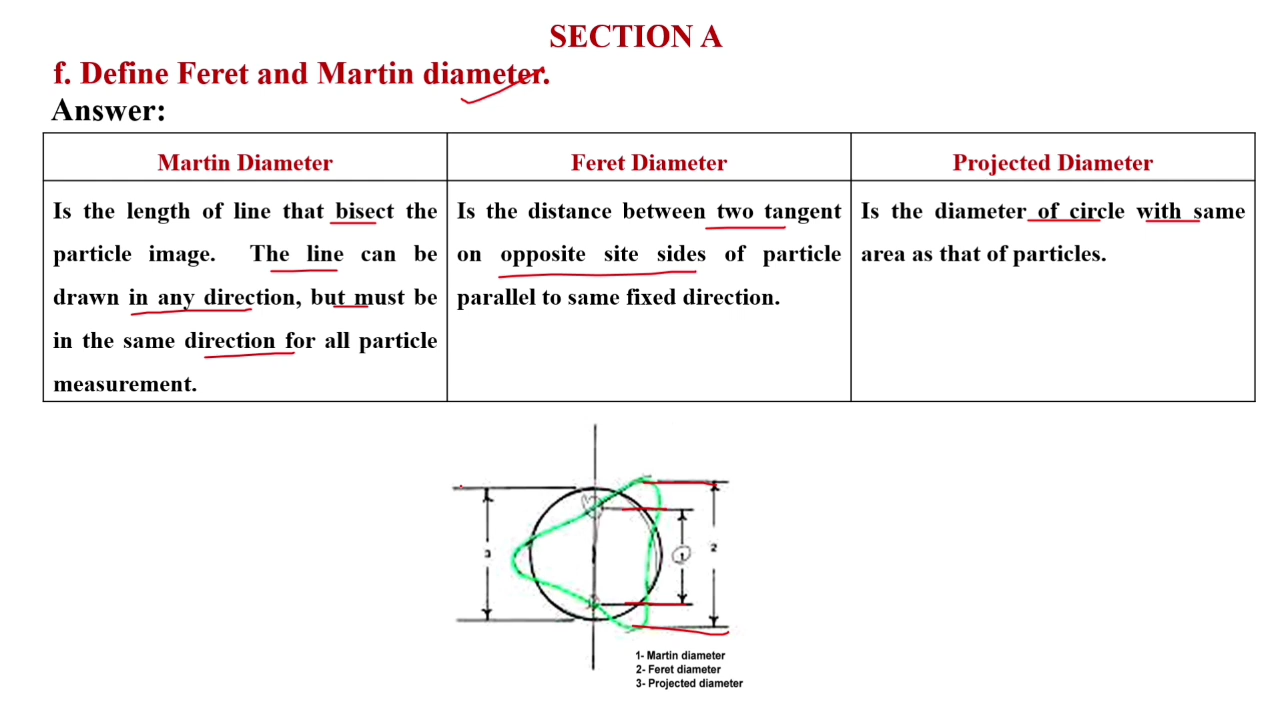 SECTION A
f. Define Feret and Martin diameter.
Answer:
Martin Diameter
Feret Diameter
Projected Diameter
Is the length of line that bisect the
particle image. The line can be
drawn in any direction, but must be
in the same direction for all particle
measurement.
Is the distance between two tangent
on opposite site sides of particle
parallel to same fixed direction.
Is the diameter of circle with same
area as that of particles.
3
1
2
1- Martin diameter
2- Feret diameter
3- Projected diameter